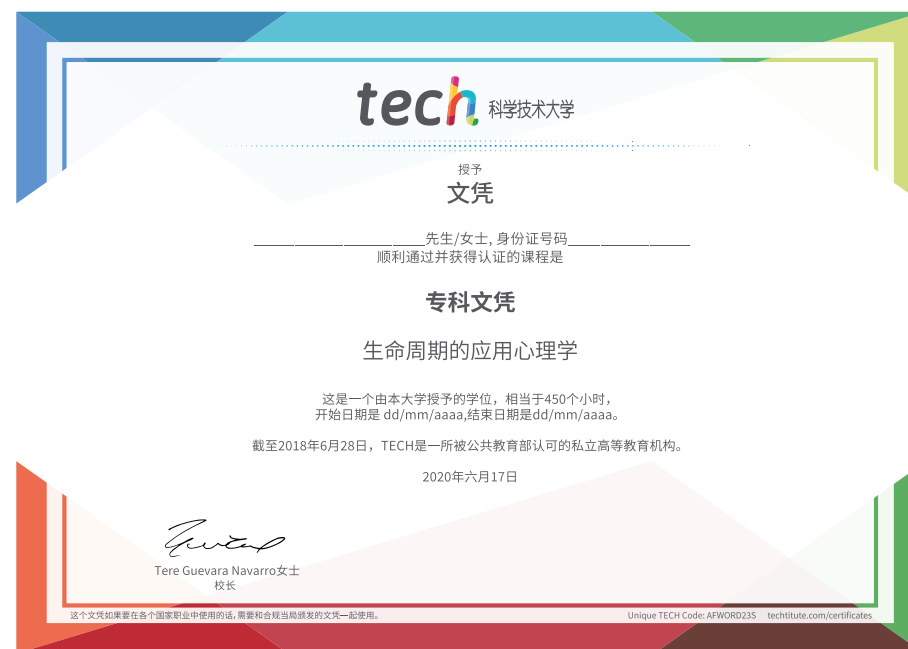 tech 科学技术大学
授予
文凭
先生/女士, 身份证号码
顺利通过并获得认证的课程是
专科文凭
生命周期的应用心理学
这是一个由本大学授予的学位，相当于450个小时，
开始日期是 dd/mm/aaaa,结束日期是dd/mm/aaaa。
截至2018年6月28日，TECH是一所被公共教育部认可的私立高等教育机构。
2020年六月17日
Tere Guevara Navarro女士
校长
这个文凭如果要在各个国家职业中使用的话,需要和合规当局颁发的文凭一起使用。
Unique TECH Code: AFWORD23S techtitute.com/certificates